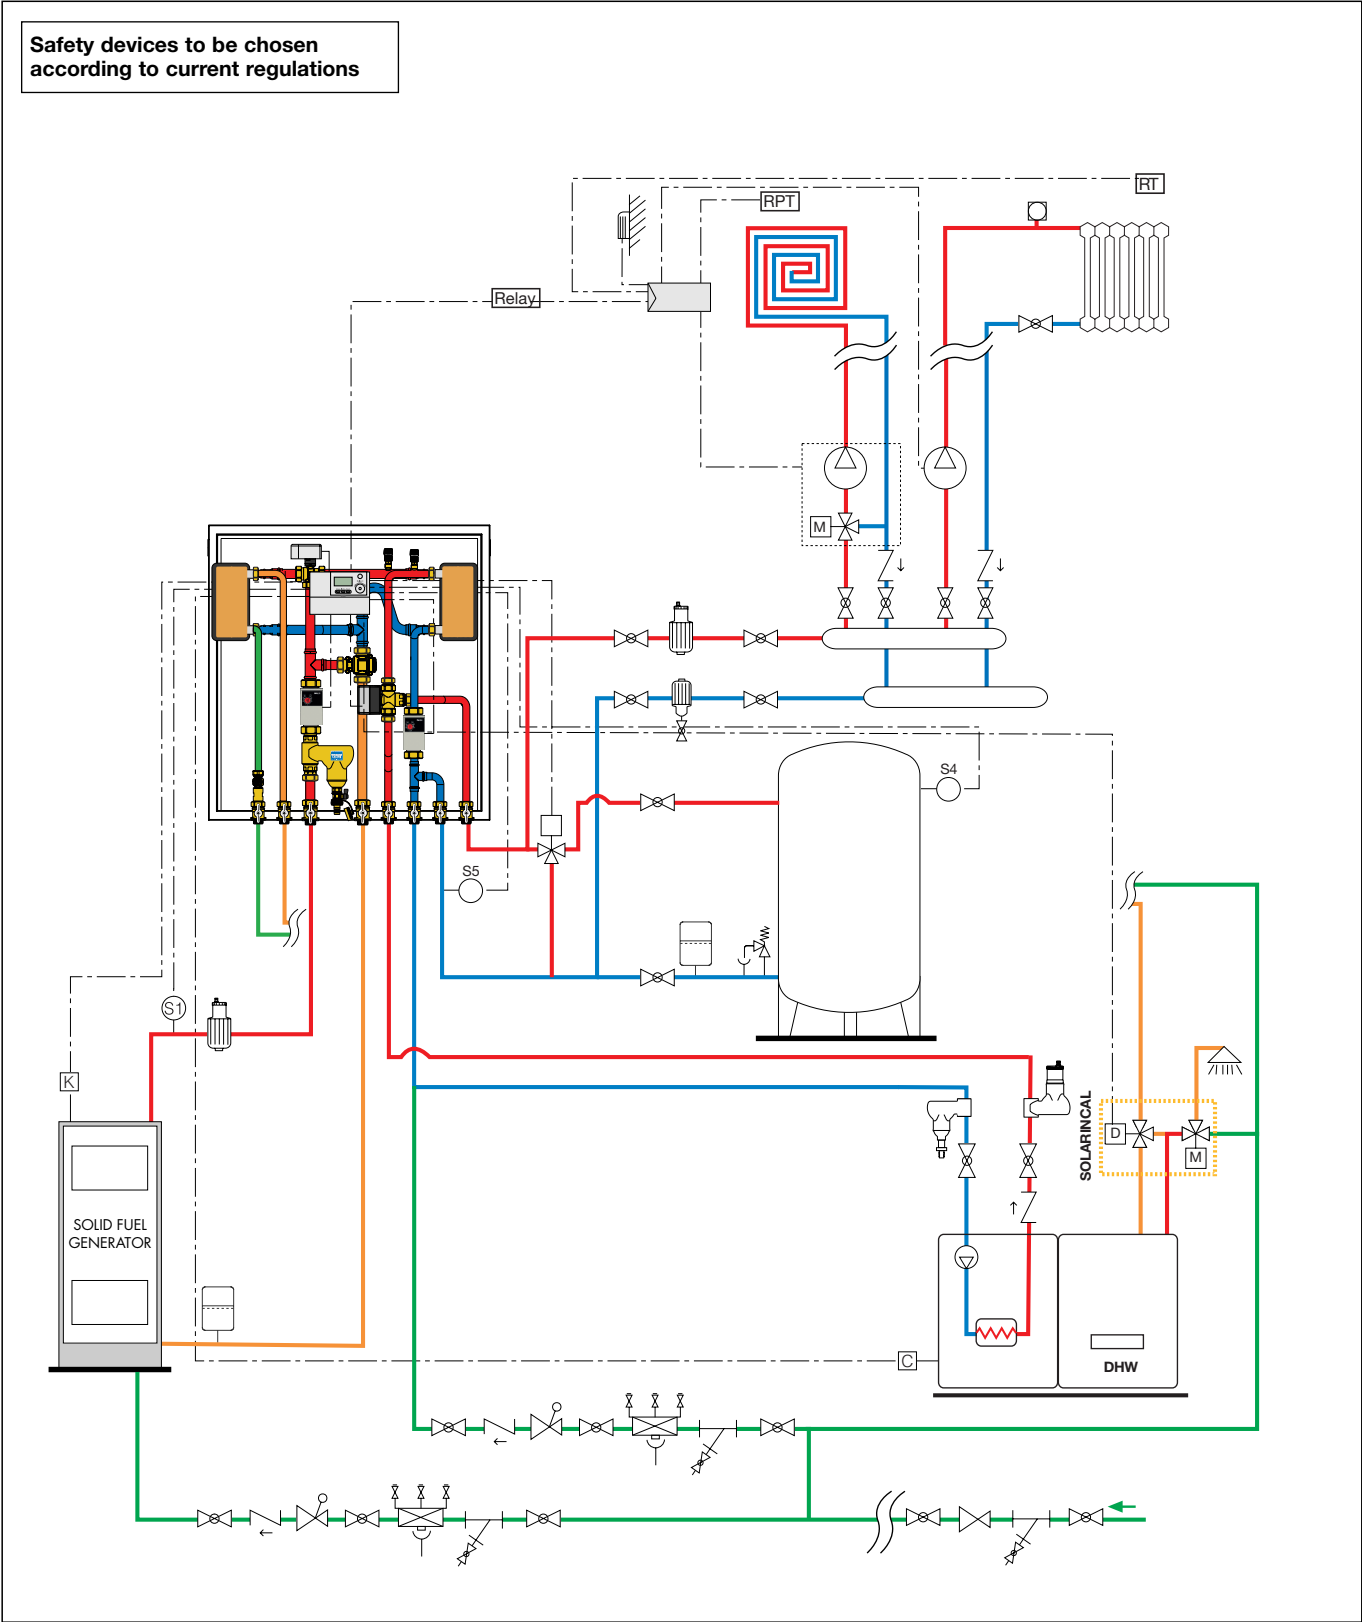 Safety devices to be chosen
according to current regulations
RT
RPT
Relay
M
S4
S5
S1
K
SOLARINCAL
D
M
SOLID FUEL
GENERATOR
C
DHW